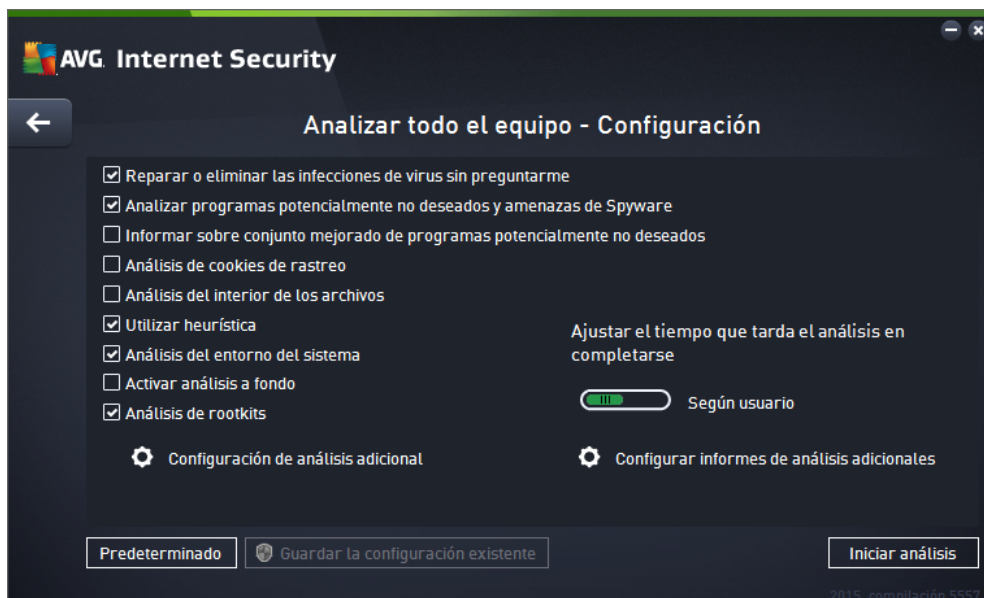 AVG. Internet Security
Analizar todo el equipo - Configuración
Reparar o eliminar las infecciones de virus sin preguntarme
Analizar programas potencialmente no deseados y amenazas de Spyware
Informar sobre conjunto mejorado de programas potencialmente no deseados
Análisis de cookies de rastreo
Análisis del interior de los archivos
Utilizar heurística
Análisis del entorno del sistema
Activar análisis a fondo
Análisis de rootkits
Ajustar el tiempo que tarda el análisis en
completarse
Según usuario
Configuración de análisis adicional
Configurar informes de análisis adicionales
Predeterminado
Guardar la configuración existente
Iniciar análisis
2015, compilación 5557